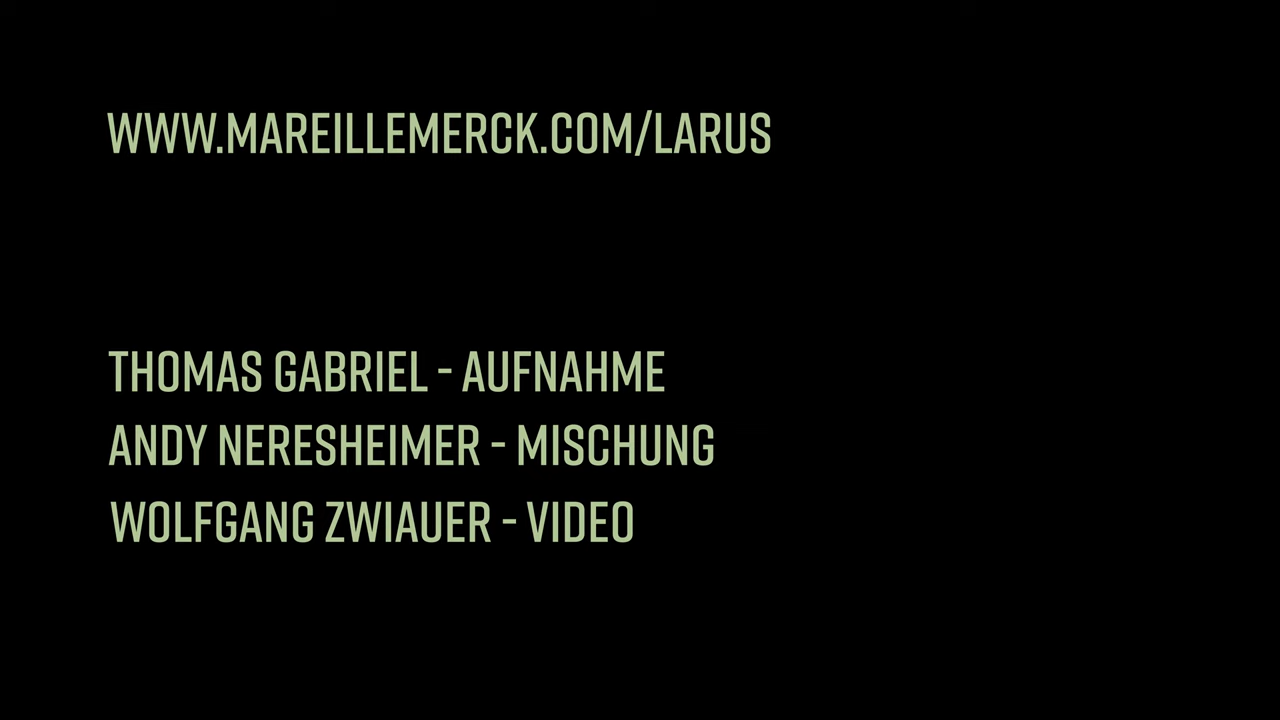 WWW.MAREILLEMERCK.COM/LARUS
THOMAS GABRIEL - AUFNAHME
ANDY NERESHEIMER - MISCHUNG
WOLFGANG ZWIAUER - VIDEO